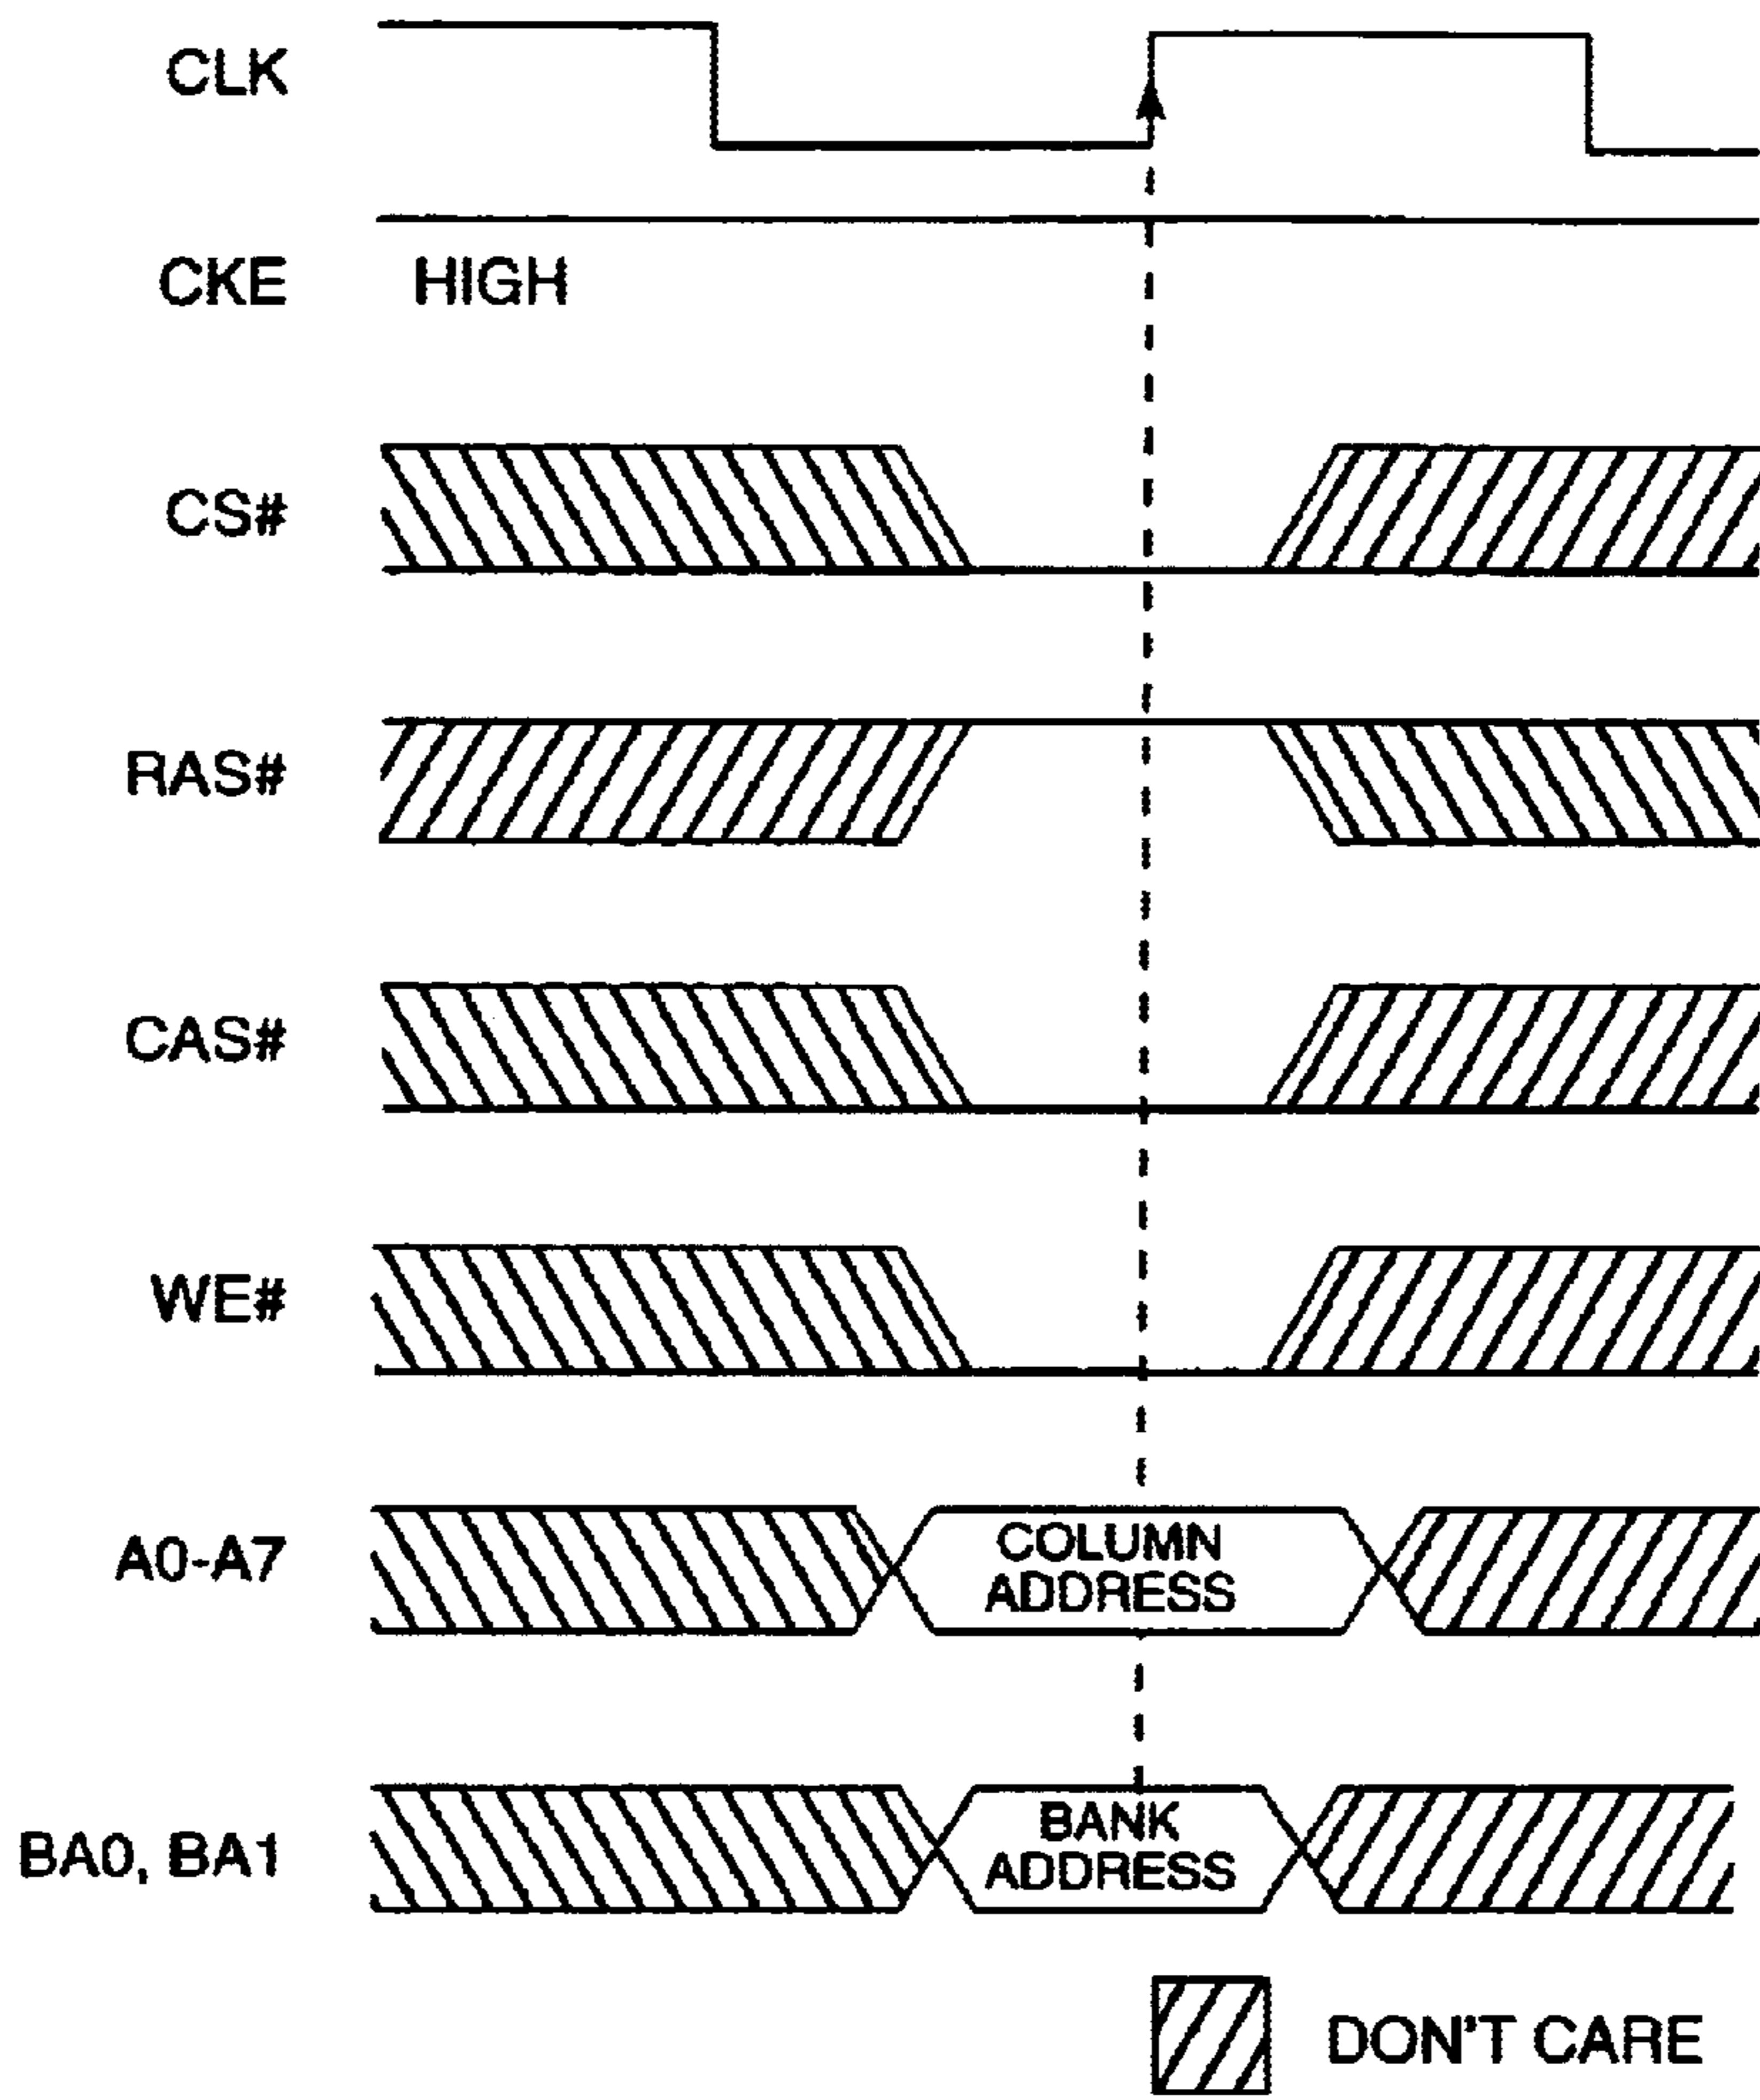 CLK
CKE HIGH
CS#
RAS#
CAS#
WE#
A0-A7 COLUMN
ADDRESS
BA0, BA1 BANK
ADDRESS
DON'T CARE